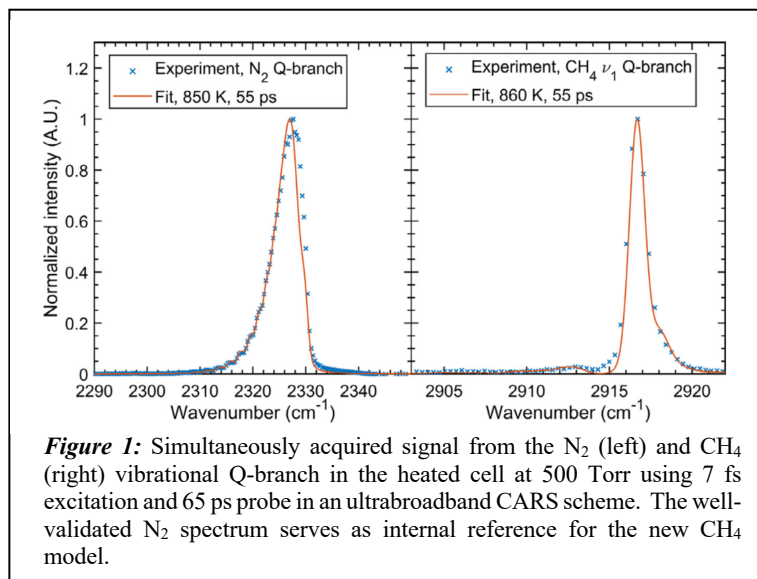 1.2
1
0.8
0.6
0.4
0.2
0
Normalized intensity (A.U.)
Experiment, N2 Q-branch
Fit, 850 K, 55 ps
2290 2300 2310 2320 2330 2340
Wavenumber (cm-1)
Experiment, CH4 ν1 Q-branch
Fit, 860 K, 55 ps
2905 2910 2915 2920
Wavenumber (cm-1)
Figure 1: Simultaneously acquired signal from the N2 (left) and CH4
(right) vibrational Q-branch in the heated cell at 500 Torr using 7 fs
excitation and 65 ps probe in an ultrabroadband CARS scheme. The well-
validated N2 spectrum serves as internal reference for the new CH4
model.